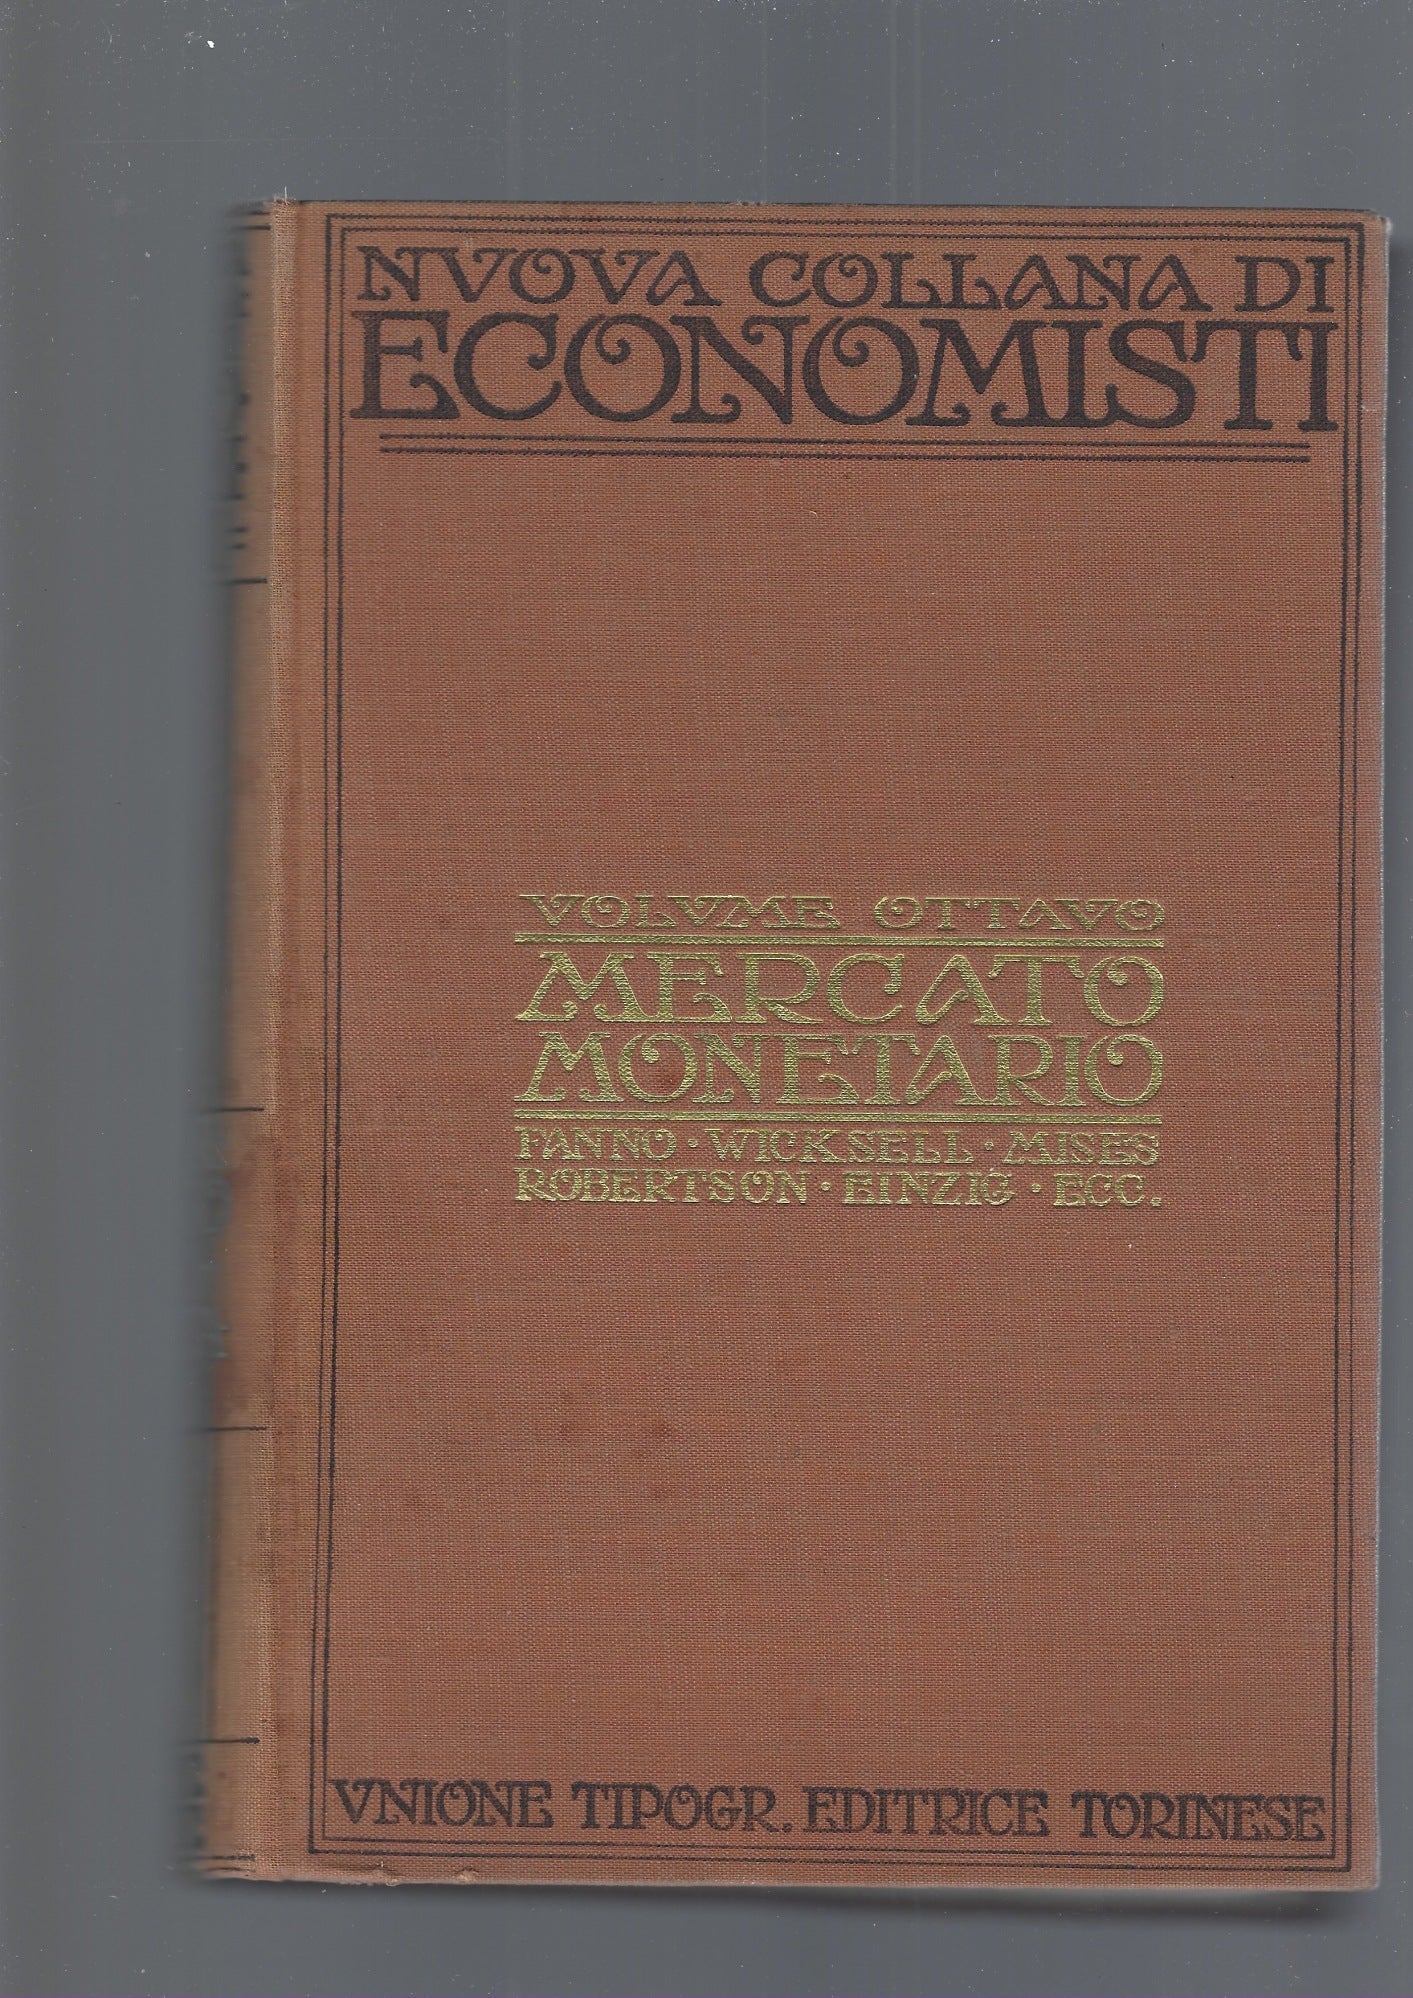 NVOVA COLLANA DI
ECONOMISTI
VOLVME OTTAVO
MERCATO
MONETARIO
FANNO · WICKSELL · MISES
ROBERTSON · EINZIG · ECC.
VNIONE TIPOGR. EDITRICE TORINESE